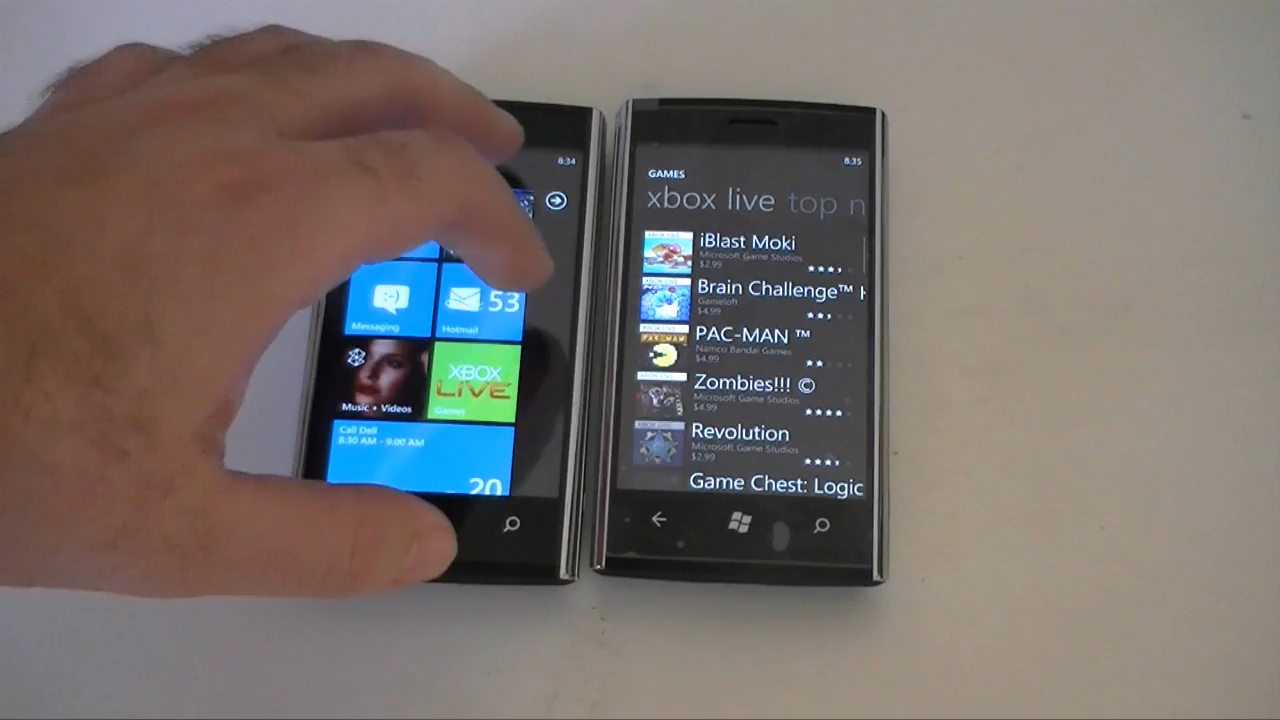 8:34
Messaging
53
Hotmail
Music + Videos
XBOX
LIVE
Games
Call Dell
8:30 AM - 9:00 AM
20
8:35
GAMES
xbox live top n
iBlast Moki
Microsoft Game Studios
$2.99
Brain Challenge™ H
Gameloft
$4.99
PAC-MAN ™
Namco Bandai Games
$4.99
Zombies!!! ©
Microsoft Game Studios
$4.99
Revolution
Microsoft Game Studios
$2.99
Game Chest: Logic